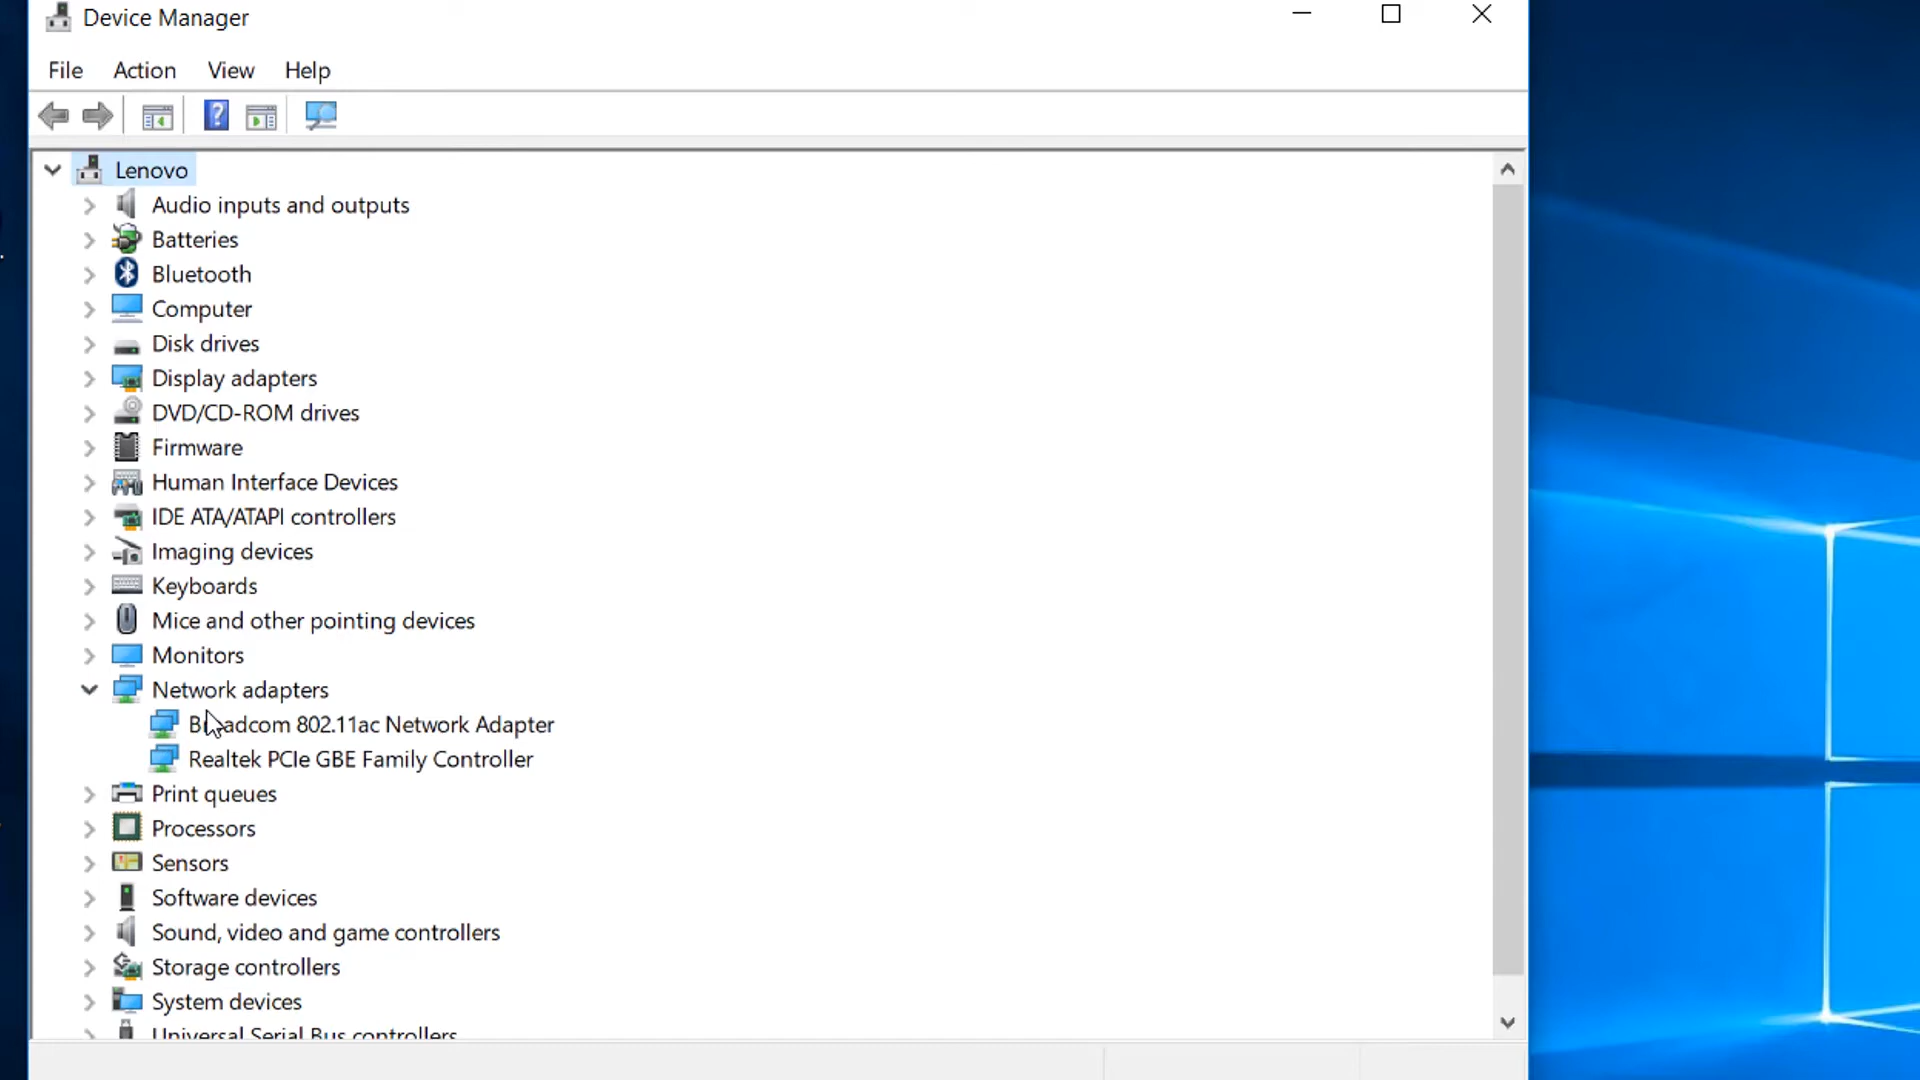 Device Manager
File Action View Help
Lenovo
Audio inputs and outputs
Batteries
Bluetooth
Computer
Disk drives
Display adapters
DVD/CD-ROM drives
Firmware
Human Interface Devices
IDE ATA/ATAPI controllers
Imaging devices
Keyboards
Mice and other pointing devices
Monitors
Network adapters
Broadcom 802.11ac Network Adapter
Realtek PCIe GBE Family Controller
Print queues
Processors
Sensors
Software devices
Sound, video and game controllers
Storage controllers
System devices
Universal Serial Bus controllers